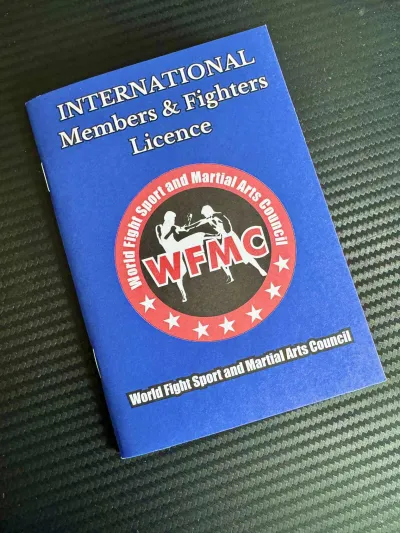 INTERNATIONAL
Members & Fighters
Licence
World Fight Sport and Martial Arts Council
WFMC
World Fight Sport and Martial Arts Council